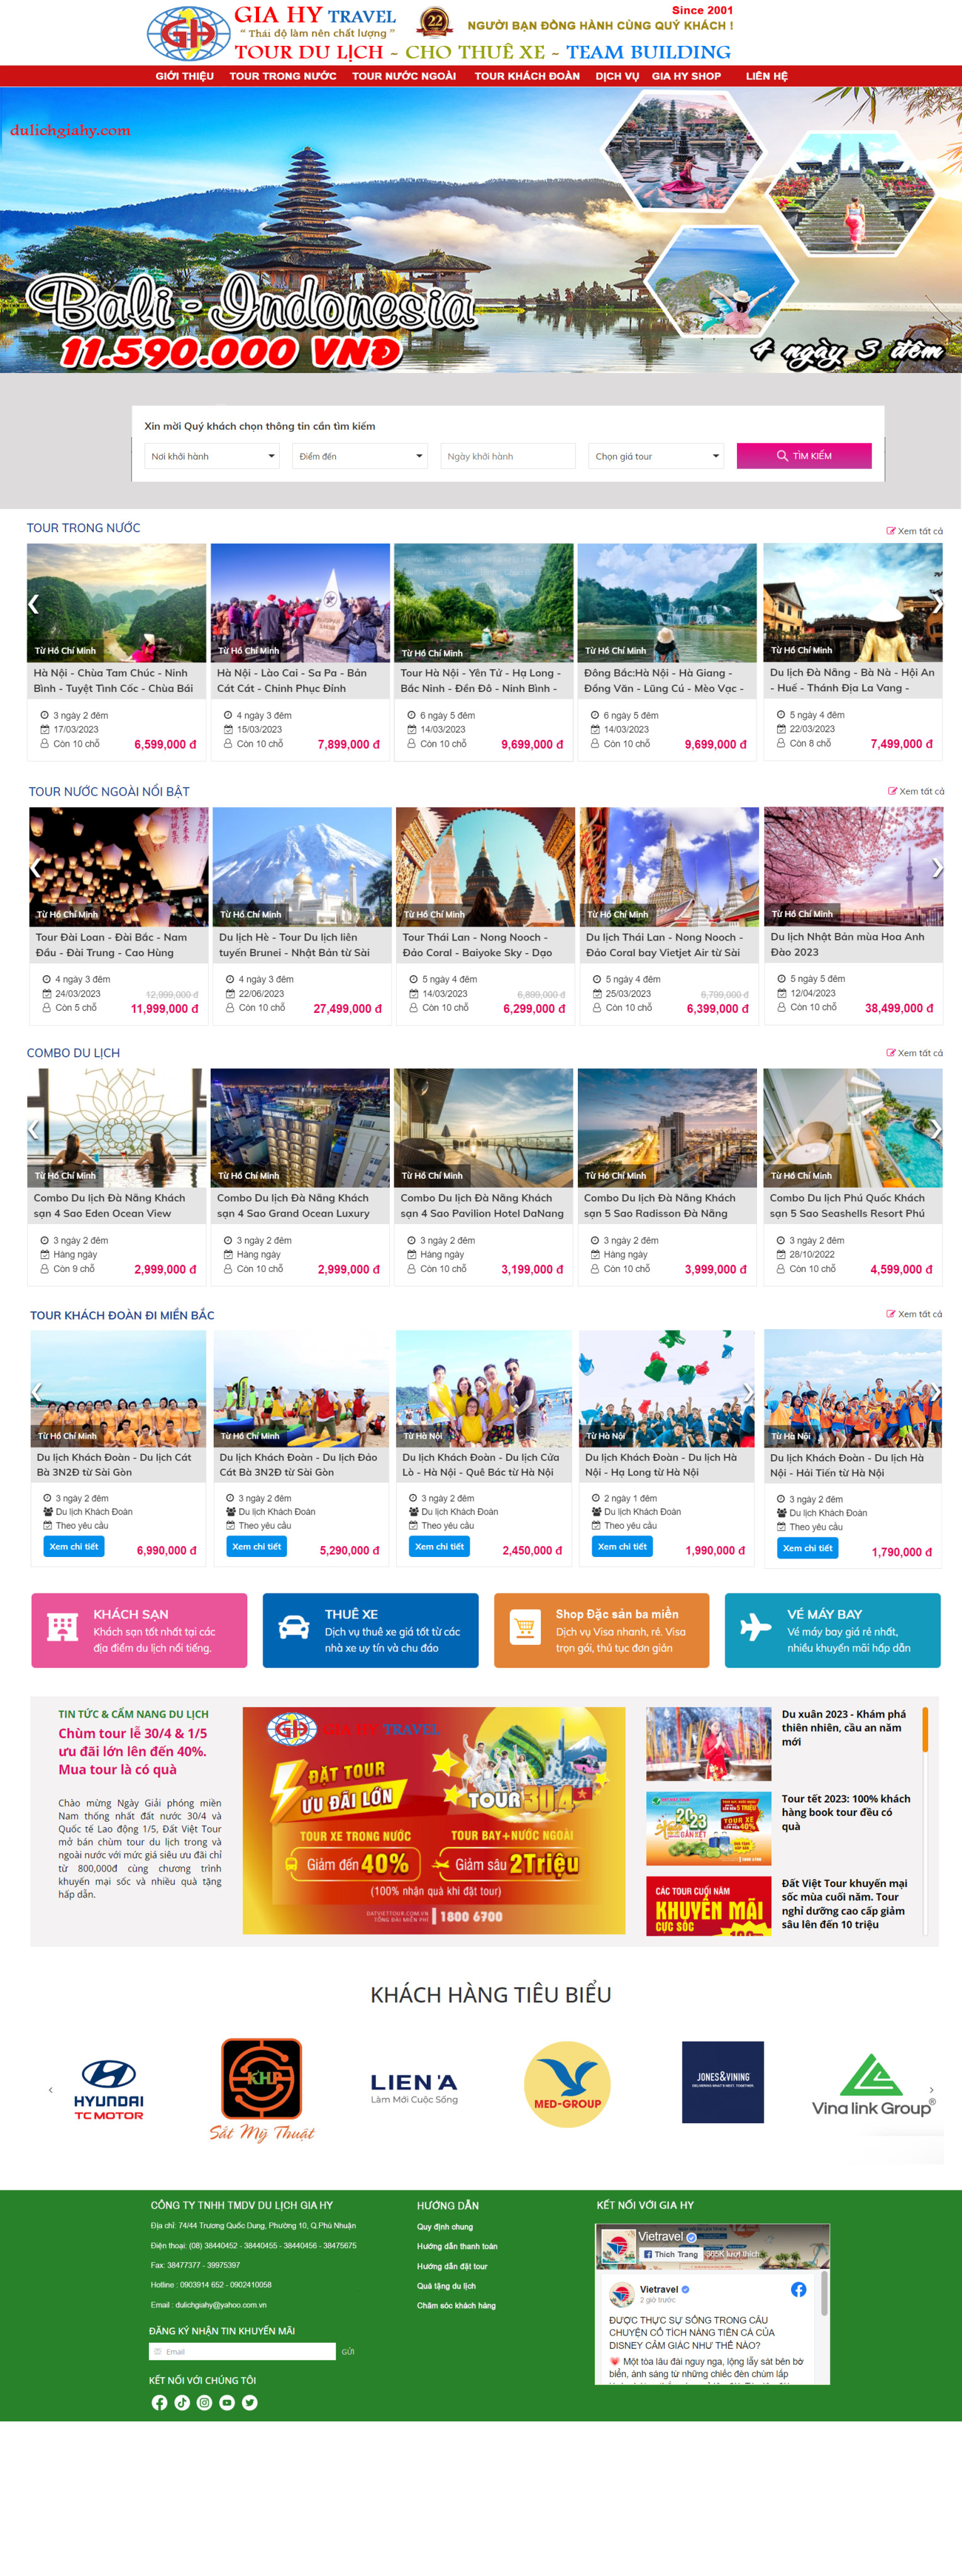 GIA HY TRAVEL
“ Thái độ làm nên chất lượng ”
22
Since 2001
NGƯỜI BẠN ĐỒNG HÀNH CÙNG QUÝ KHÁCH !
TOUR DU LỊCH - CHO THUÊ XE - TEAM BUILDING
GIỚI THIỆU TOUR TRONG NƯỚC TOUR NƯỚC NGOÀI TOUR KHÁCH ĐOÀN DỊCH VỤ GIA HY SHOP LIÊN HỆ
dulichgiahy.com
Bali - Indonesia
11.590.000 VNĐ
4 ngày 3 đêm
Xin mời Quý khách chọn thông tin cần tìm kiếm
Nơi khởi hành Điểm đến Ngày khởi hành Chọn giá tour TÌM KIẾM
TOUR TRONG NƯỚC
Xem tất cả
Từ Hồ Chí Minh
Hà Nội - Chùa Tam Chúc - Ninh
Bình - Tuyệt Tình Cốc - Chùa Bái
3 ngày 2 đêm
17/03/2023
Còn 10 chỗ 6,599,000 đ
Từ Hồ Chí Minh
Hà Nội - Lào Cai - Sa Pa - Bản
Cát Cát - Chinh Phục Đỉnh
4 ngày 3 đêm
15/03/2023
Còn 10 chỗ 7,899,000 đ
Từ Hồ Chí Minh
Tour Hà Nội - Yên Tử - Hạ Long -
Bắc Ninh - Đền Đô - Ninh Bình -
6 ngày 5 đêm
14/03/2023
Còn 10 chỗ 9,699,000 đ
Từ Hồ Chí Minh
Đông Bắc:Hà Nội - Hà Giang -
Đồng Văn - Lũng Cú - Mèo Vạc -
6 ngày 5 đêm
14/03/2023
Còn 10 chỗ 9,699,000 đ
Từ Hồ Chí Minh
Du lịch Đà Nẵng - Bà Nà - Hội An
- Huế - Thánh Địa La Vang -
5 ngày 4 đêm
22/03/2023
Còn 8 chỗ 7,499,000 đ
TOUR NƯỚC NGOÀI NỔI BẬT
Xem tất cả
Từ Hồ Chí Minh
Tour Đài Loan - Đài Bắc - Nam
Đầu - Đài Trung - Cao Hùng
4 ngày 3 đêm
24/03/2023 12,999,000 đ
Còn 5 chỗ 11,999,000 đ
Từ Hồ Chí Minh
Du lịch Hè - Tour Du lịch liên
tuyến Brunei - Nhật Bản từ Sài
4 ngày 3 đêm
22/06/2023
Còn 10 chỗ 27,499,000 đ
Từ Hồ Chí Minh
Tour Thái Lan - Nong Nooch -
Đảo Coral - Baiyoke Sky - Dạo
5 ngày 4 đêm
14/03/2023 6,899,000 đ
Còn 10 chỗ 6,299,000 đ
Từ Hồ Chí Minh
Du lịch Thái Lan - Nong Nooch -
Đảo Coral bay Vietjet Air từ Sài
5 ngày 4 đêm
25/03/2023 6,799,000 đ
Còn 10 chỗ 6,399,000 đ
Từ Hồ Chí Minh
Du lịch Nhật Bản mùa Hoa Anh
Đào 2023
5 ngày 5 đêm
12/04/2023
Còn 10 chỗ 38,499,000 đ
COMBO DU LỊCH
Xem tất cả
Từ Hồ Chí Minh
Combo Du lịch Đà Nẵng Khách
sạn 4 Sao Eden Ocean View
3 ngày 2 đêm
Hàng ngày
Còn 9 chỗ 2,999,000 đ
Từ Hồ Chí Minh
Combo Du lịch Đà Nẵng Khách
sạn 4 Sao Grand Ocean Luxury
3 ngày 2 đêm
Hàng ngày
Còn 10 chỗ 2,999,000 đ
Từ Hồ Chí Minh
Combo Du lịch Đà Nẵng Khách
sạn 4 Sao Pavilion Hotel DaNang
3 ngày 2 đêm
Hàng ngày
Còn 10 chỗ 3,199,000 đ
Từ Hồ Chí Minh
Combo Du lịch Đà Nẵng Khách
sạn 5 Sao Radisson Đà Nẵng
3 ngày 2 đêm
Hàng ngày
Còn 10 chỗ 3,999,000 đ
Từ Hồ Chí Minh
Combo Du lịch Phú Quốc Khách
sạn 5 Sao Seashells Resort Phú
3 ngày 2 đêm
28/10/2022
Còn 10 chỗ 4,599,000 đ
TOUR KHÁCH ĐOÀN ĐI MIỀN BẮC
Xem tất cả
Từ Hồ Chí Minh
Du lịch Khách Đoàn - Du lịch Cát
Bà 3N2Đ từ Sài Gòn
3 ngày 2 đêm
Du lịch Khách Đoàn
Theo yêu cầu
Xem chi tiết 6,990,000 đ
Từ Hồ Chí Minh
Du lịch Khách Đoàn - Du lịch Đảo
Cát Bà 3N2Đ từ Sài Gòn
3 ngày 2 đêm
Du lịch Khách Đoàn
Theo yêu cầu
Xem chi tiết 5,290,000 đ
Từ Hà Nội
Du lịch Khách Đoàn - Du lịch Cửa
Lò - Hà Nội - Quê Bác từ Hà Nội
3 ngày 2 đêm
Du lịch Khách Đoàn
Theo yêu cầu
Xem chi tiết 2,450,000 đ
Từ Hà Nội
Du lịch Khách Đoàn - Du lịch Hà
Nội - Hạ Long từ Hà Nội
2 ngày 1 đêm
Du lịch Khách Đoàn
Theo yêu cầu
Xem chi tiết 1,990,000 đ
Từ Hà Nội
Du lịch Khách Đoàn - Du lịch Hà
Nội - Hải Tiến từ Hà Nội
3 ngày 2 đêm
Du lịch Khách Đoàn
Theo yêu cầu
Xem chi tiết 1,790,000 đ
KHÁCH SẠN
Khách sạn tốt nhất tại các
địa điểm du lịch nổi tiếng.
THUÊ XE
Dịch vụ thuê xe giá tốt từ các
nhà xe uy tín và chu đáo
Shop Đặc sản ba miền
Dịch vụ Visa nhanh, rẻ. Visa
trọn gói, thủ tục đơn giản
VÉ MÁY BAY
Vé máy bay giá rẻ nhất,
nhiều khuyến mãi hấp dẫn
TIN TỨC & CẨM NANG DU LỊCH
Chùm tour lễ 30/4 & 1/5
ưu đãi lớn lên đến 40%.
Mua tour là có quà
Chào mừng Ngày Giải phóng miền
Nam thống nhất đất nước 30/4 và
Quốc tế Lao động 1/5, Đất Việt Tour
mở bán chùm tour du lịch trong và
ngoài nước với mức giá siêu ưu đãi chỉ
từ 800,000đ cùng chương trình
khuyến mại sốc và nhiều quà tặng
hấp dẫn.
GIA HY TRAVEL
ĐẶT TOUR
ƯU ĐÃI LỚN
TOUR 30.4
TOUR XE TRONG NƯỚC
Giảm đến 40%
TOUR BAY+NƯỚC NGOÀI
Giảm sâu 2Triệu
(100% nhận quà khi đặt tour)
DATVIETTOUR.COM.VN
TỔNG ĐÀI MIỄN PHÍ 1800 6700
Du xuân 2023 - Khám phá
thiên nhiên, cầu an năm
mới
2023
Tour tết 2023: 100% khách
hàng book tour đều có
quà
CÁC TOUR CUỐI NĂM
KHUYẾN MÃI
CỰC SỐC
Đất Việt Tour khuyến mại
sốc mùa cuối năm. Tour
nghỉ dưỡng cao cấp giảm
sâu lên đến 10 triệu
KHÁCH HÀNG TIÊU BIỂU
HYUNDAI
TC MOTOR
KHP
Sắt Mỹ Thuật
LIEN'A
Làm Mới Cuộc Sống
MED-GROUP
JONES&VINING
DELIVERING WHAT'S NEXT. TOGETHER.
Vina link Group®
CÔNG TY TNHH TMDV DU LỊCH GIA HY
Địa chỉ: 74/44 Trương Quốc Dung, Phường 10, Q.Phú Nhuận
Điện thoại: (08) 38440452 - 38440455 - 38440456 - 38475675
Fax: 38477377 - 39975397
Hotline : 0903914 652 - 0902410058
Email : dulichgiahy@yahoo.com.vn
ĐĂNG KÝ NHẬN TIN KHUYẾN MÃI
Email GỬI
KẾT NỐI VỚI CHÚNG TÔI
HƯỚNG DẪN
Quy định chung
Hướng dẫn thanh toán
Hướng dẫn đặt tour
Quà tặng du lịch
Chăm sóc khách hàng
KẾT NỐI VỚI GIA HY
Vietravel
Thích Trang 365K lượt thích
Vietravel
2 giờ trước
ĐƯỢC THỰC SỰ SỐNG TRONG CÂU
CHUYỆN CỔ TÍCH NÀNG TIÊN CÁ CỦA
DISNEY CẢM GIÁC NHƯ THẾ NÀO?
Một tòa lâu đài nguy nga, lộng lẫy sát bên bờ
biển, ánh sáng từ những chiếc đèn chùm lấp